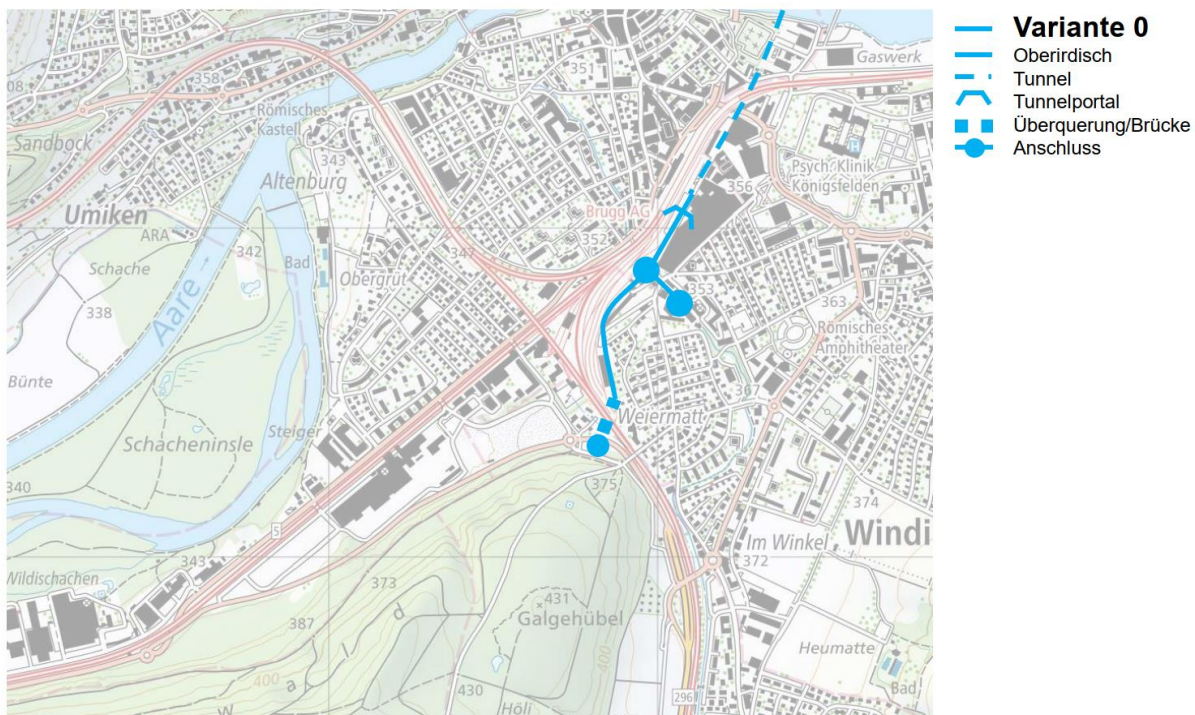 Variante 0
Oberirdisch
Tunnel
Tunnelportal
Überquerung/Brücke
Anschluss
Gaswerk
351
358
08
Römisches
Kastell
Sandbock
343
Altenburg
Psych. Klinik
Königsfelden
356
Umiken
Brugg AG
ARA
352
342
347
Schache
Bad
Obergrüt
353
363
338
Aare
Römisches
Amphitheater
Bünte
367
Weiermatt
Schacheninsle
Steiger
340
375
374
5
Windi
Im Winkel
372
343
Wildischachen
373
431
Galgehübel
387
Heumatte
400
400
w a l d
430
296
Bad
Höli